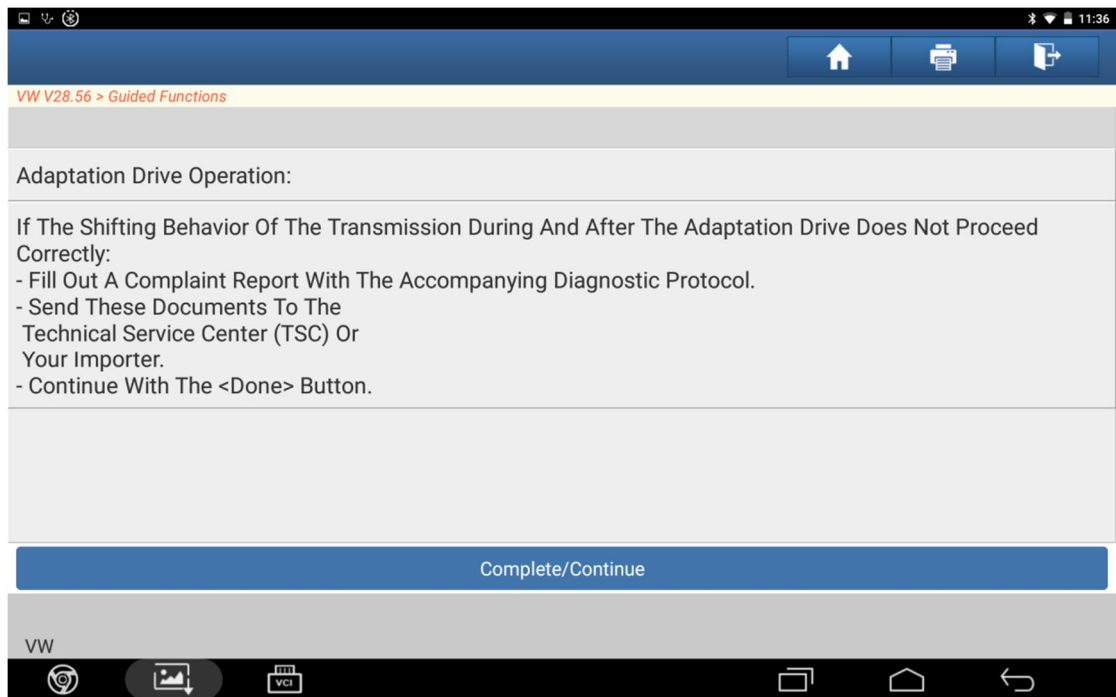 11:36
VW V28.56 > Guided Functions
Adaptation Drive Operation:
If The Shifting Behavior Of The Transmission During And After The Adaptation Drive Does Not Proceed
Correctly:
- Fill Out A Complaint Report With The Accompanying Diagnostic Protocol.
- Send These Documents To The
Technical Service Center (TSC) Or
Your Importer.
- Continue With The <Done> Button.
Complete/Continue
VW
VCI